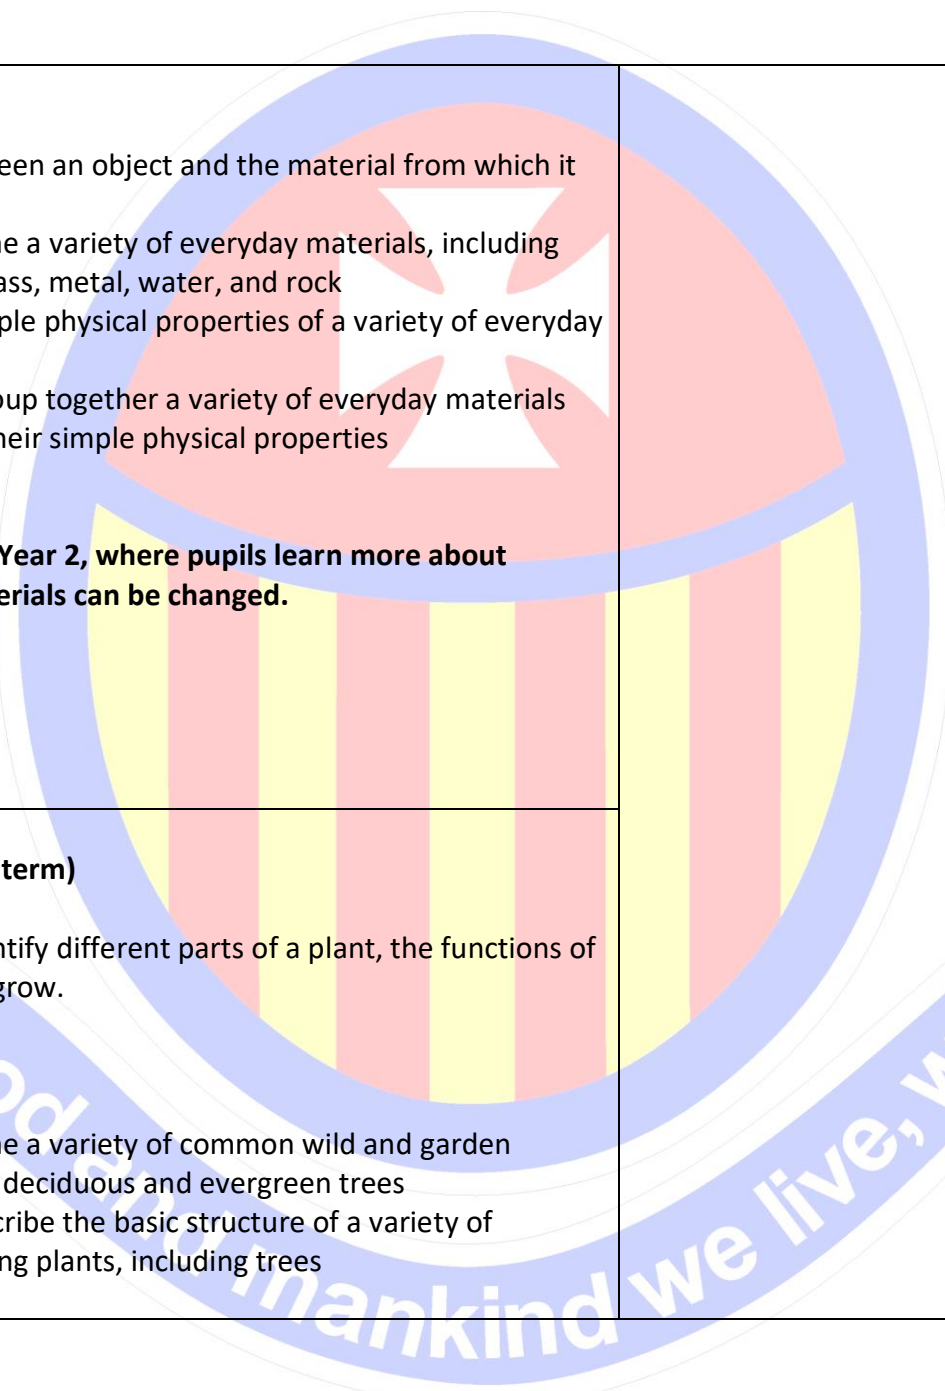 een an object and the material from which it
e a variety of everyday materials, including
ass, metal, water, and rock
ple physical properties of a variety of everyday
oup together a variety of everyday materials
heir simple physical properties
Year 2, where pupils learn more about
erials can be changed.
term)
ntify different parts of a plant, the functions of
grow.
ne a variety of common wild and garden
deciduous and evergreen trees
cribe the basic structure of a variety of
ng plants, including trees
od and mankind we live, w